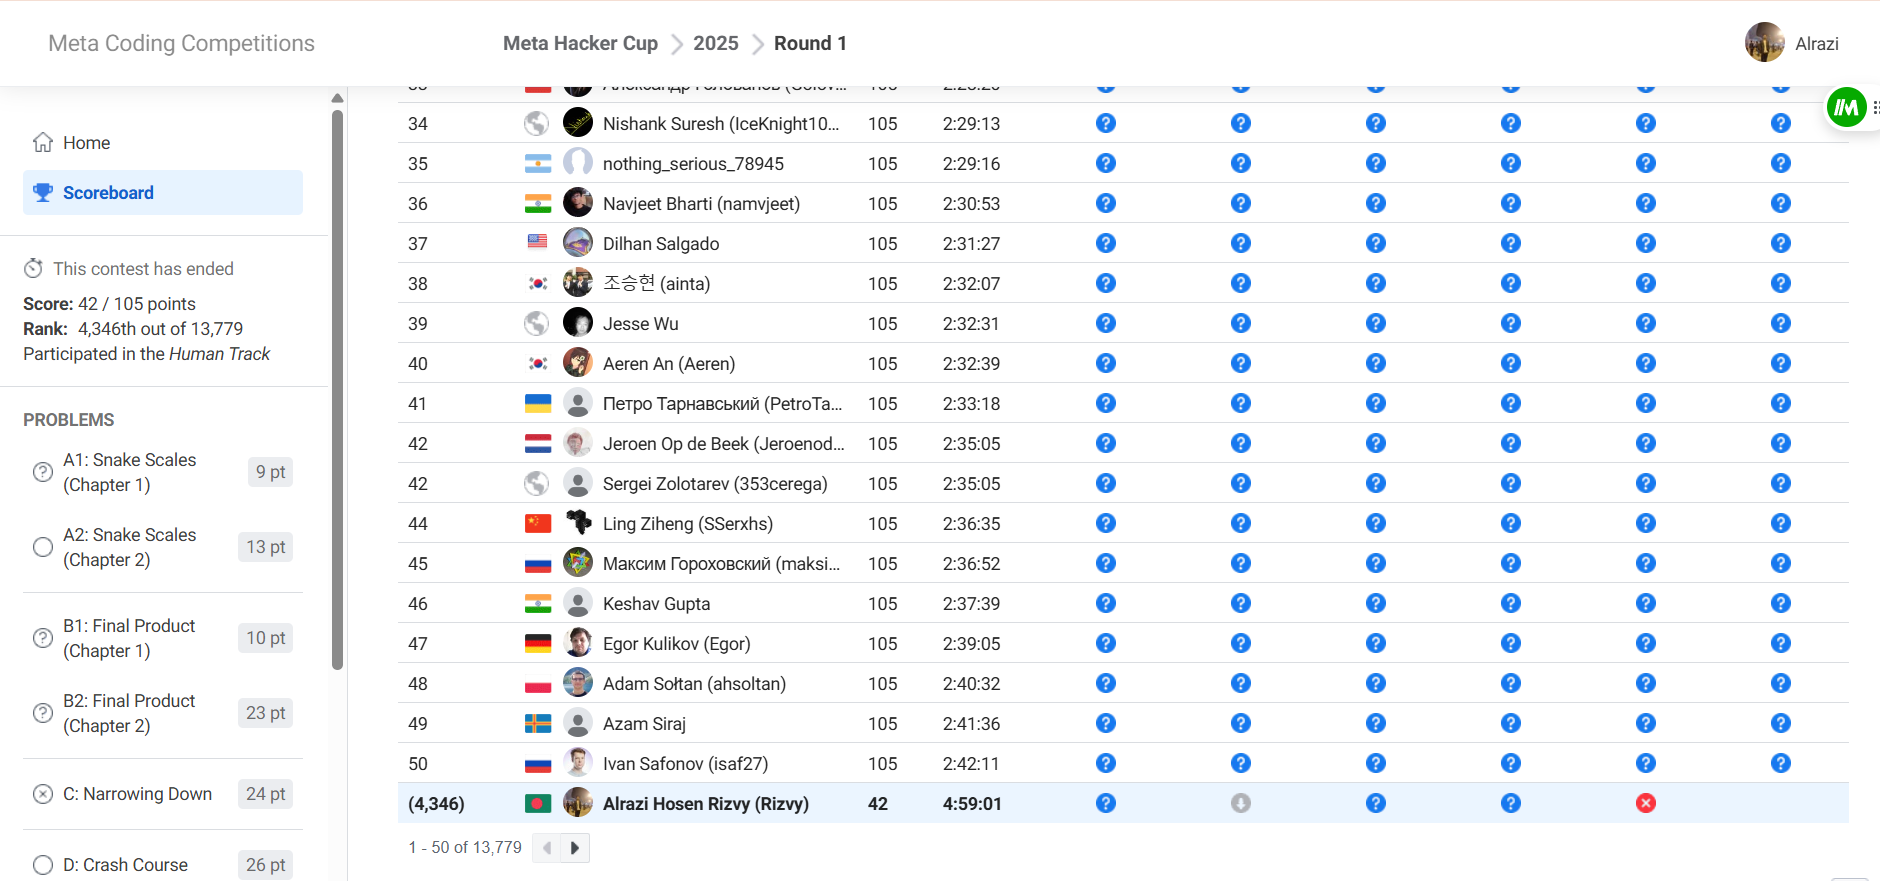 Meta Coding Competitions
Meta Hacker Cup 2025 Round 1
Alrazi
Home
Scoreboard
This contest has ended
Score: 42 / 105 points
Rank: 4,346th out of 13,779
Participated in the Human Track
PROBLEMS
A1: Snake Scales
(Chapter 1)
9 pt
A2: Snake Scales
(Chapter 2)
13 pt
B1: Final Product
(Chapter 1)
10 pt
B2: Final Product
(Chapter 2)
23 pt
C: Narrowing Down 24 pt
D: Crash Course 26 pt
34 Nishank Suresh (IceKnight10... 105 2:29:13
35 nothing_serious_78945 105 2:29:16
36 Navjeet Bharti (namvjeet) 105 2:30:53
37 Dilhan Salgado 105 2:31:27
38 조승현 (ainta) 105 2:32:07
39 Jesse Wu 105 2:32:31
40 Aeren An (Aeren) 105 2:32:39
41 Петро Тарнавський (PetroTa... 105 2:33:18
42 Jeroen Op de Beek (Jeroenod... 105 2:35:05
42 Sergei Zolotarev (353cerega) 105 2:35:05
44 Ling Ziheng (SSerxhs) 105 2:36:35
45 Максим Гороховский (maksi... 105 2:36:52
46 Keshav Gupta 105 2:37:39
47 Egor Kulikov (Egor) 105 2:39:05
48 Adam Sołtan (ahsoltan) 105 2:40:32
49 Azam Siraj 105 2:41:36
50 Ivan Safonov (isaf27) 105 2:42:11
(4,346) Alrazi Hosen Rizvy (Rizvy) 42 4:59:01
1 - 50 of 13,779